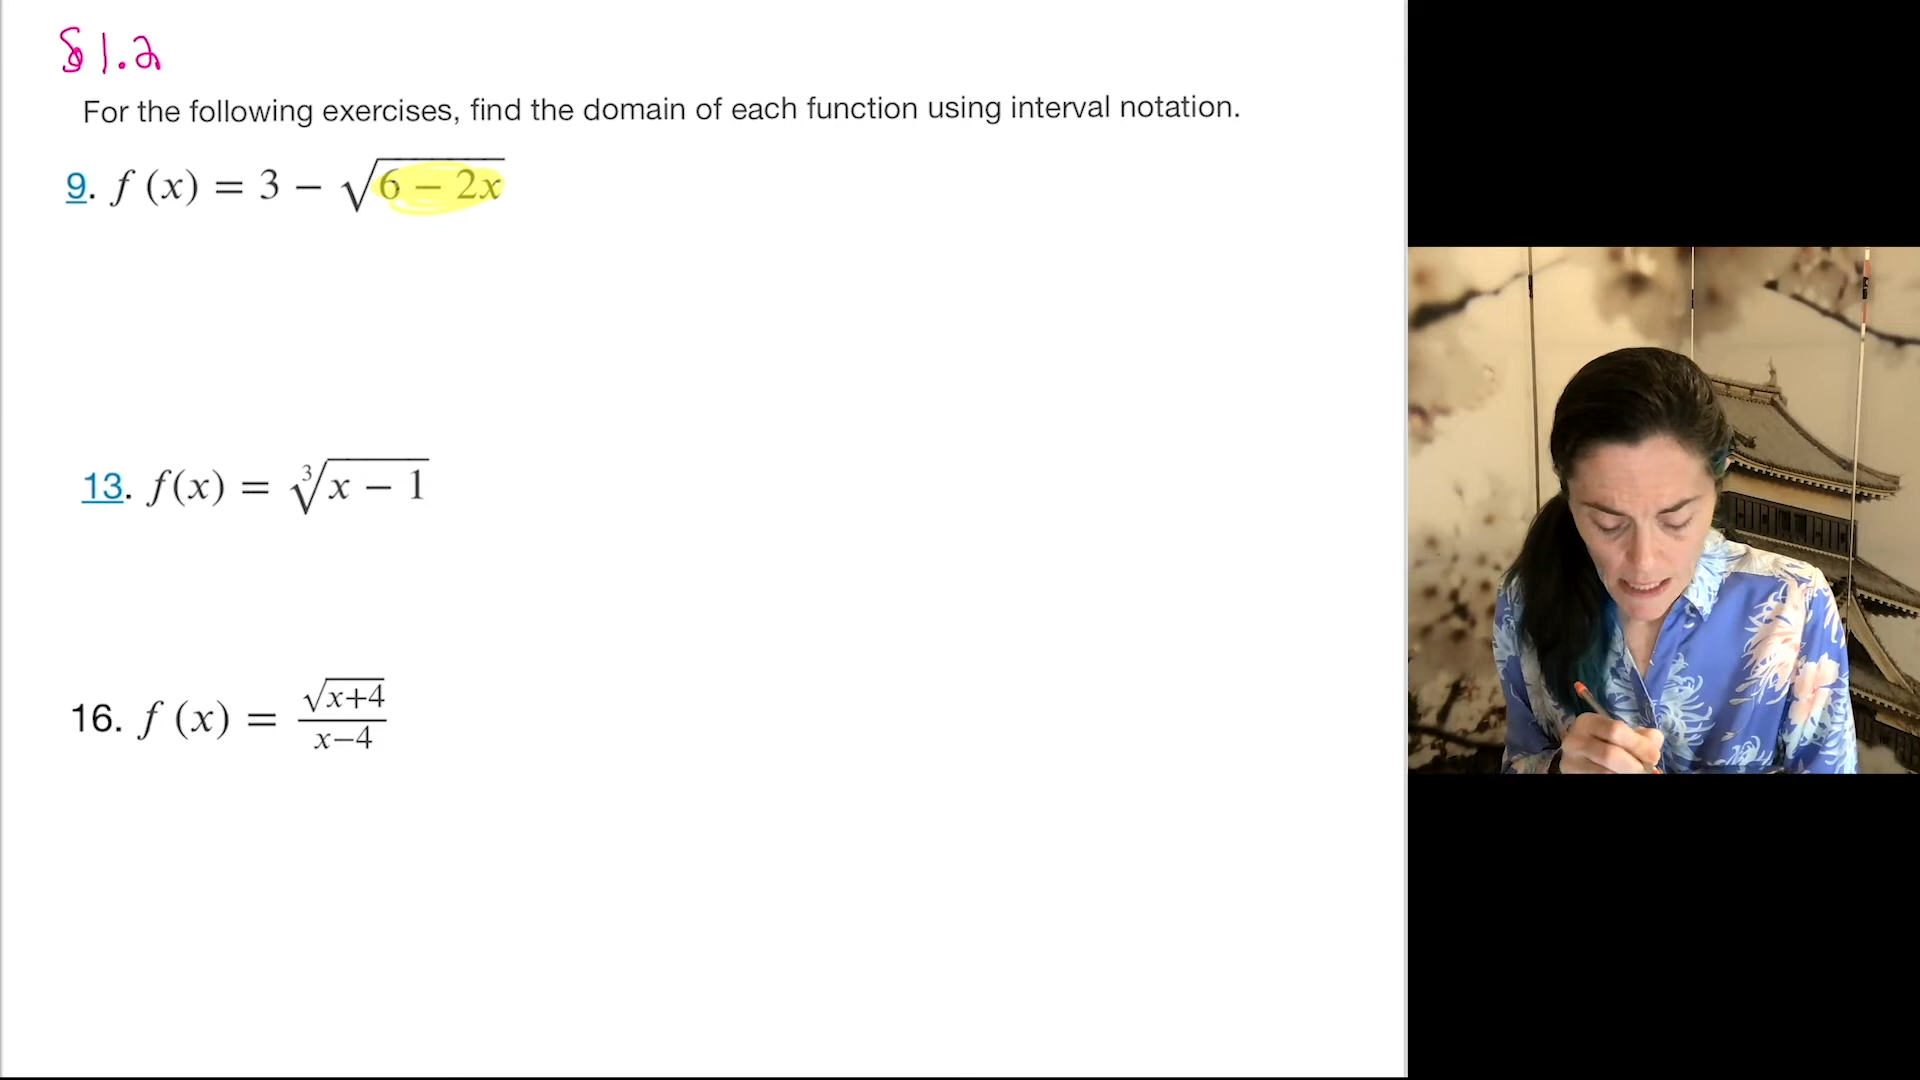 §1.2
For the following exercises, find the domain of each function using interval notation.
9. f (x) = 3 − √(6 − 2x)
13. f(x) = ∛(x − 1)
16. f (x) = √(x+4) / (x−4)